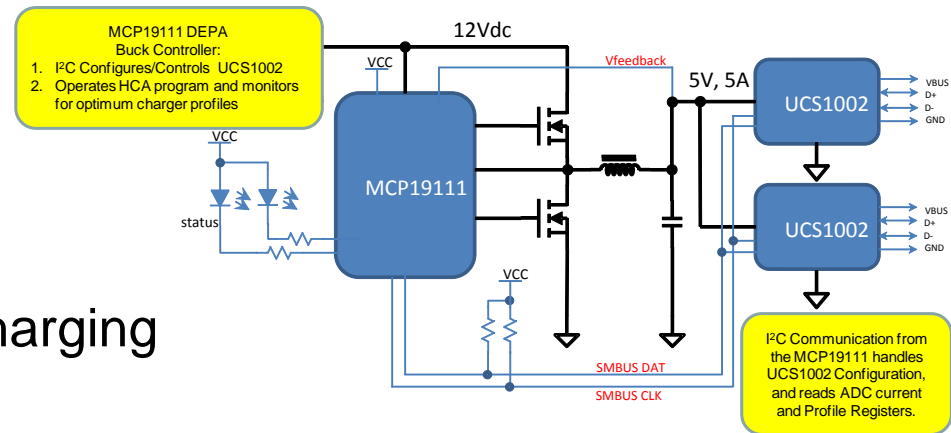 MCP19111 DEPA
Buck Controller:
1. I²C Configures/Controls UCS1002
2. Operates HCA program and monitors
for optimum charger profiles
12Vdc
VCC
Vfeedback
5V, 5A
UCS1002
VBUS
D+
D-
GND
VCC
MCP19111
status
UCS1002
VBUS
D+
D-
GND
VCC
SMBUS DAT
SMBUS CLK
I²C Communication from
the MCP19111 handles
UCS1002 Configuration,
and reads ADC current
and Profile Registers.